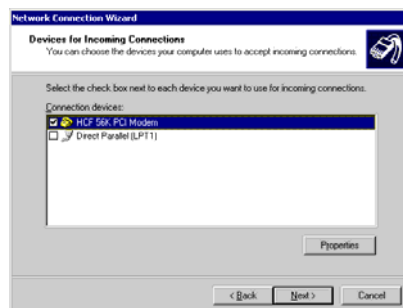 Network Connection Wizard
Devices for Incoming Connections
You can choose the devices your computer uses to accept incoming connections.
Select the check box next to each device you want to use for incoming connections.
Connection devices:
HCF 56K PCI Modem
Direct Parallel (LPT1)
Properties
< Back Next > Cancel